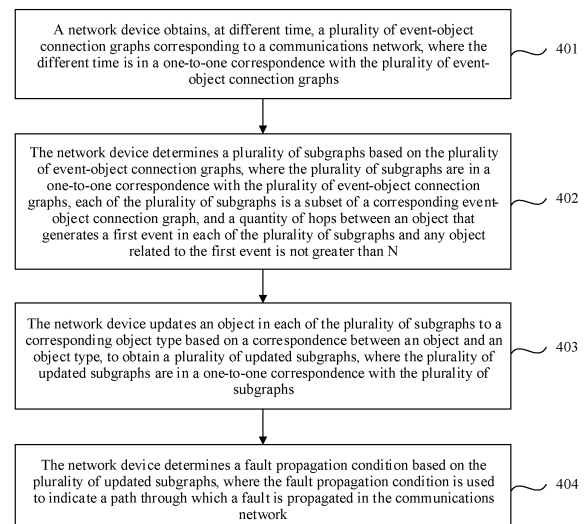 A network device obtains, at different time, a plurality of event-object
connection graphs corresponding to a communications network, where the
different time is in a one-to-one correspondence with the plurality of event-
object connection graphs
401
The network device determines a plurality of subgraphs based on the plurality
of event-object connection graphs, where the plurality of subgraphs are in a
one-to-one correspondence with the plurality of event-object connection
graphs, each of the plurality of subgraphs is a subset of a corresponding event-
object connection graph, and a quantity of hops between an object that
generates a first event in each of the plurality of subgraphs and any object
related to the first event is not greater than N
402
The network device updates an object in each of the plurality of subgraphs to a
corresponding object type based on a correspondence between an object and an
object type, to obtain a plurality of updated subgraphs, where the plurality of
updated subgraphs are in a one-to-one correspondence with the plurality of
subgraphs
403
The network device determines a fault propagation condition based on the
plurality of updated subgraphs, where the fault propagation condition is used
to indicate a path through which a fault is propagated in the communications
network
404